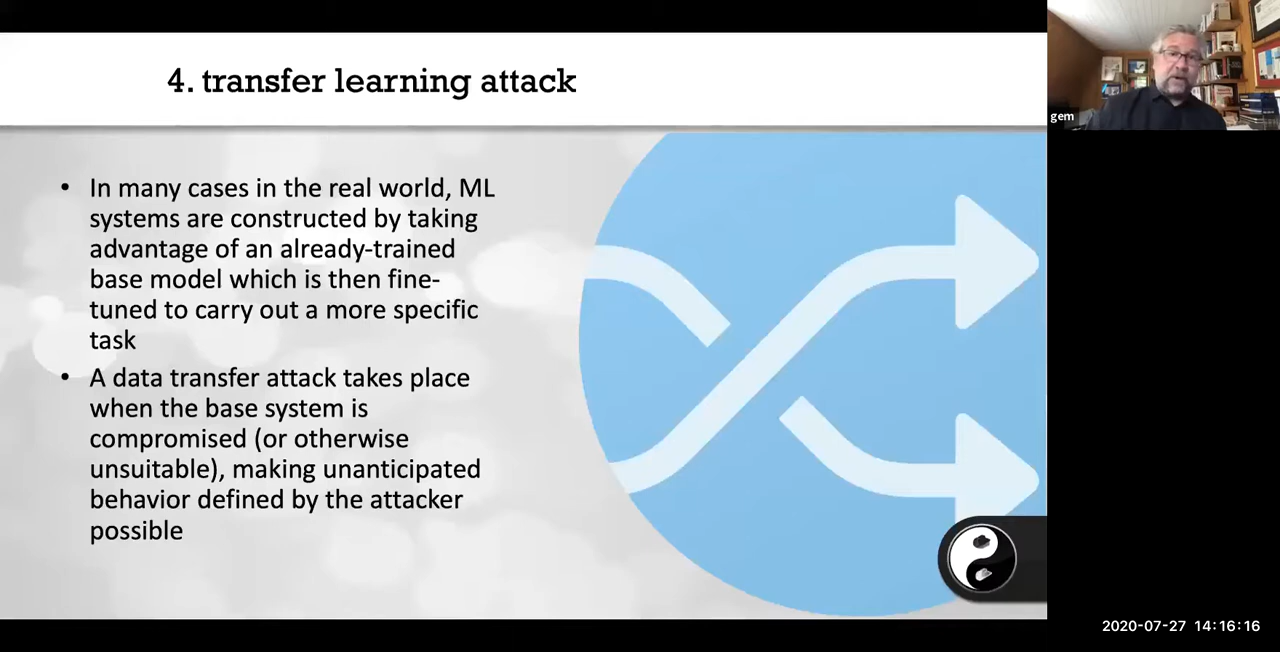 4. transfer learning attack
gem
• In many cases in the real world, ML
systems are constructed by taking
advantage of an already-trained
base model which is then fine-
tuned to carry out a more specific
task
• A data transfer attack takes place
when the base system is
compromised (or otherwise
unsuitable), making unanticipated
behavior defined by the attacker
possible
2020-07-27 14:16:16